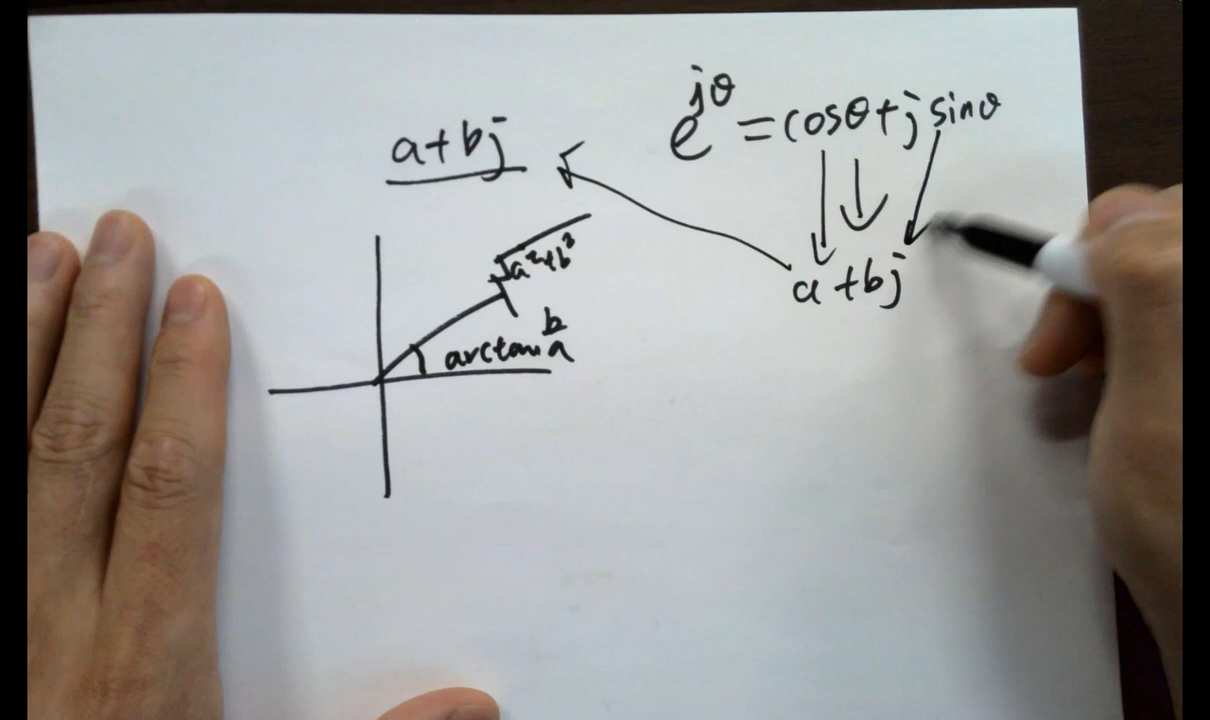 e^{jθ} = cosθ + j sinθ
a+bj
a+bj
√a²+b²
arctan b/a